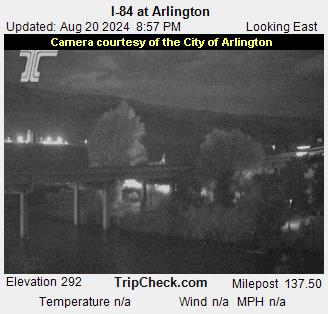 I-84 at Arlington
Updated: Aug 20 2024 8:57 PM Looking East
Camera courtesy of the City of Arlington
Elevation 292 TripCheck.com Milepost 137.50
Temperature n/a Wind n/a MPH n/a